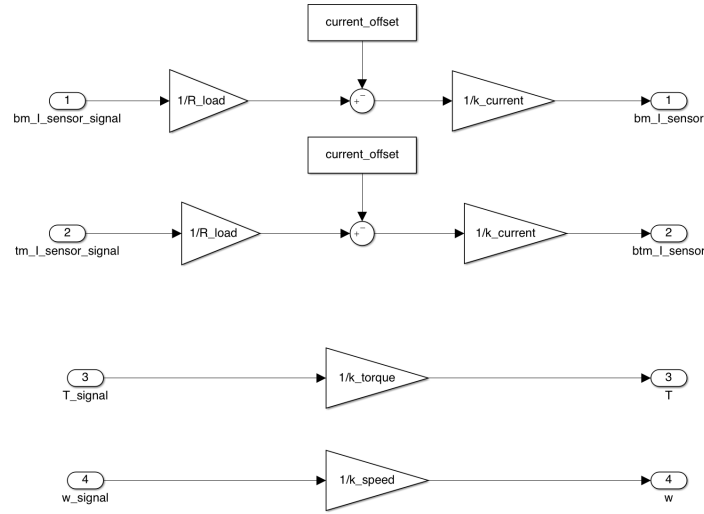 current_offset
1
bm_I_sensor_signal
1/R_load
+
−
1/k_current
1
bm_I_sensor
current_offset
2
tm_I_sensor_signal
1/R_load
+
−
1/k_current
2
btm_I_sensor
3
T_signal
1/k_torque
3
T
4
w_signal
1/k_speed
4
w